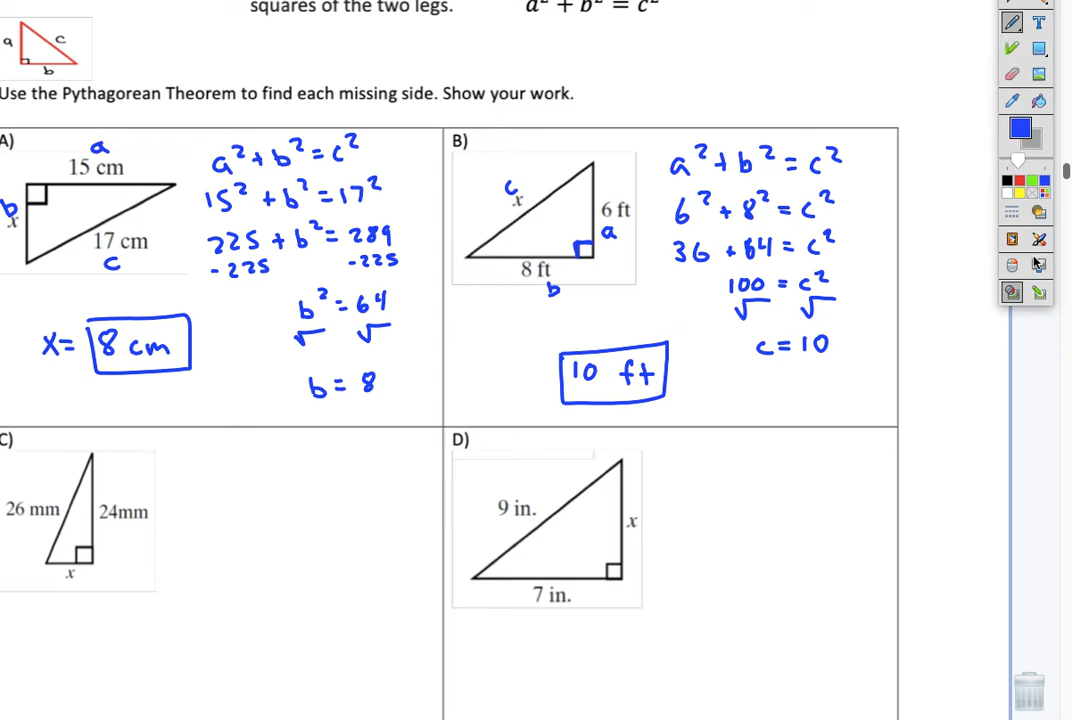 squares of the two legs. a² + b² = c²
a c
b
Use the Pythagorean Theorem to find each missing side. Show your work.
A)
a
15 cm
b
x
17 cm
c
a² + b² = c²
15² + b² = 17²
225 + b² = 289
-225 -225
b² = 64
√ √
b = 8
x = 8 cm
B)
c
x
6 ft
a
8 ft
b
a² + b² = c²
6² + 8² = c²
36 + 64 = c²
100 = c²
√ √
c = 10
10 ft
C)
26 mm 24mm
x
D)
9 in. x
7 in.
T